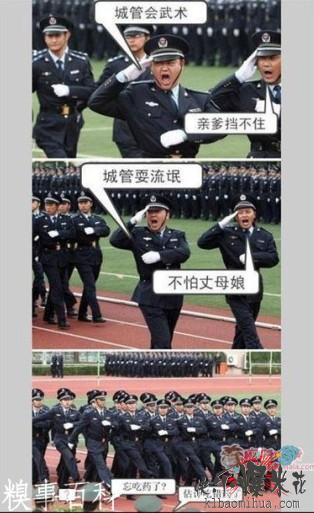 城管会武术
亲爹挡不住
城管耍流氓
不怕丈母娘
忘吃药了?
?
糗事百科
xibaomihua.com